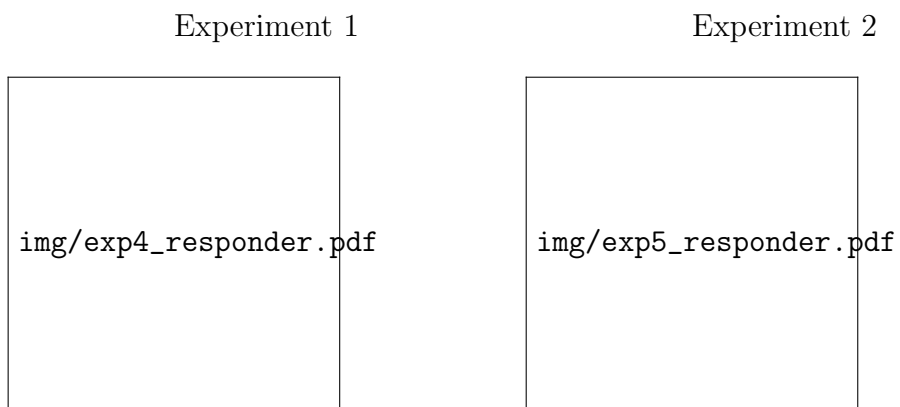 Experiment 1
Experiment 2
img/exp4_responder.pdf
img/exp5_responder.pdf